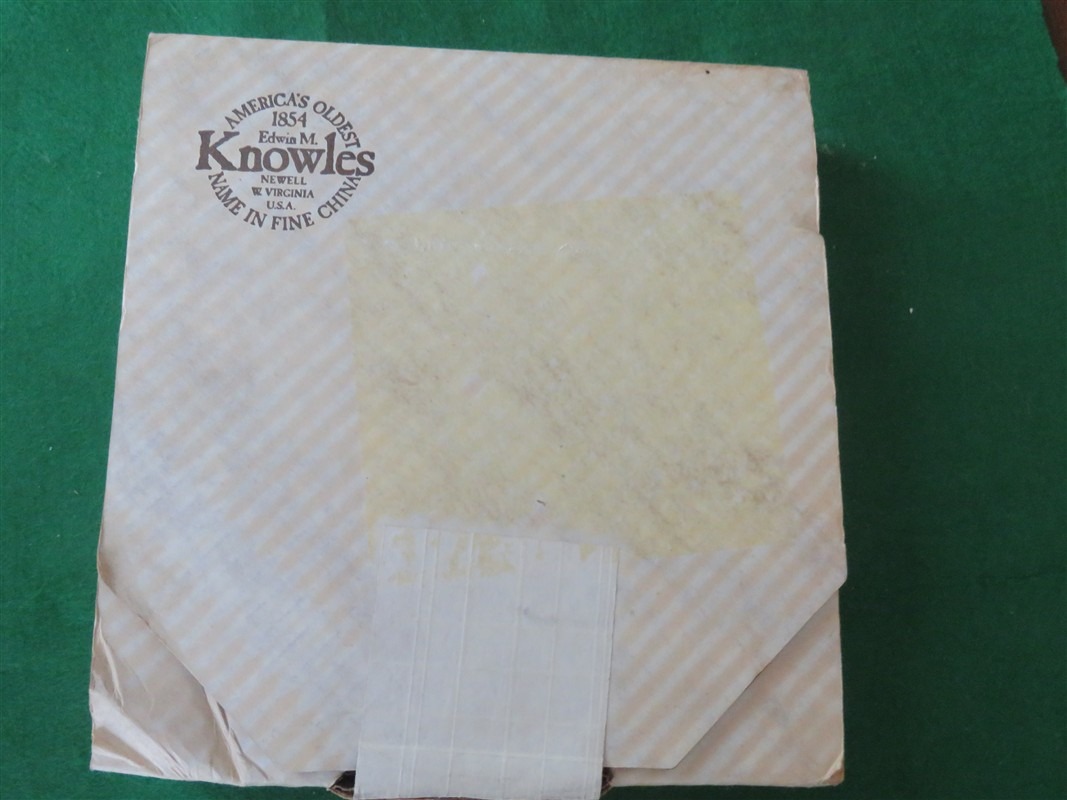 AMERICA'S OLDEST
1854
Edwin M.
Knowles
NEWELL
W. VIRGINIA
U.S.A.
NAME IN FINE CHINA